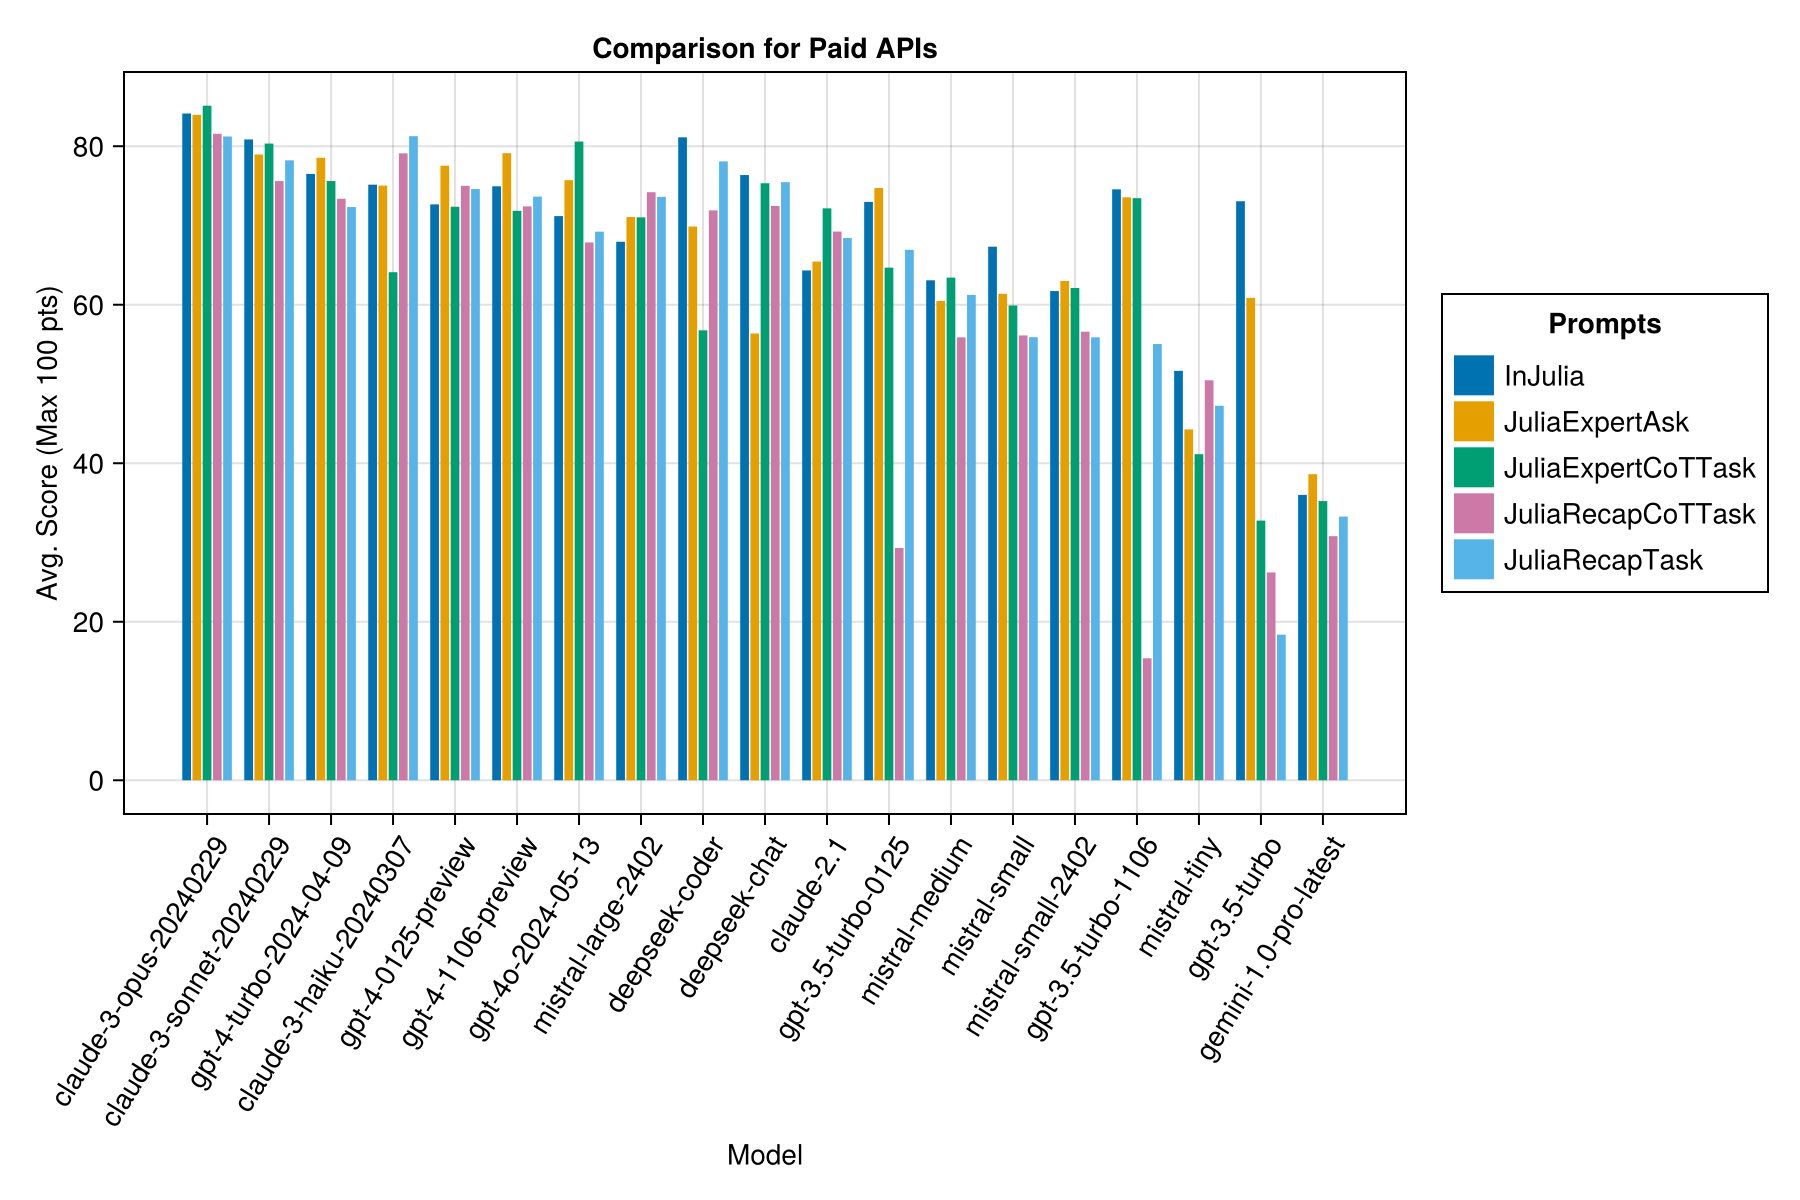 Comparison for Paid APIs
Avg. Score (Max 100 pts)
80
60
40
20
0
claude-3-opus-20240229
claude-3-sonnet-20240229
gpt-4-turbo-2024-04-09
claude-3-haiku-20240307
gpt-4-0125-preview
gpt-4-1106-preview
gpt-4o-2024-05-13
mistral-large-2402
deepseek-coder
deepseek-chat
claude-2.1
gpt-3.5-turbo-0125
mistral-medium
mistral-small
mistral-small-2402
gpt-3.5-turbo-1106
mistral-tiny
gpt-3.5-turbo
gemini-1.0-pro-latest
Model
Prompts
InJulia
JuliaExpertAsk
JuliaExpertCoTTask
JuliaRecapCoTTask
JuliaRecapTask